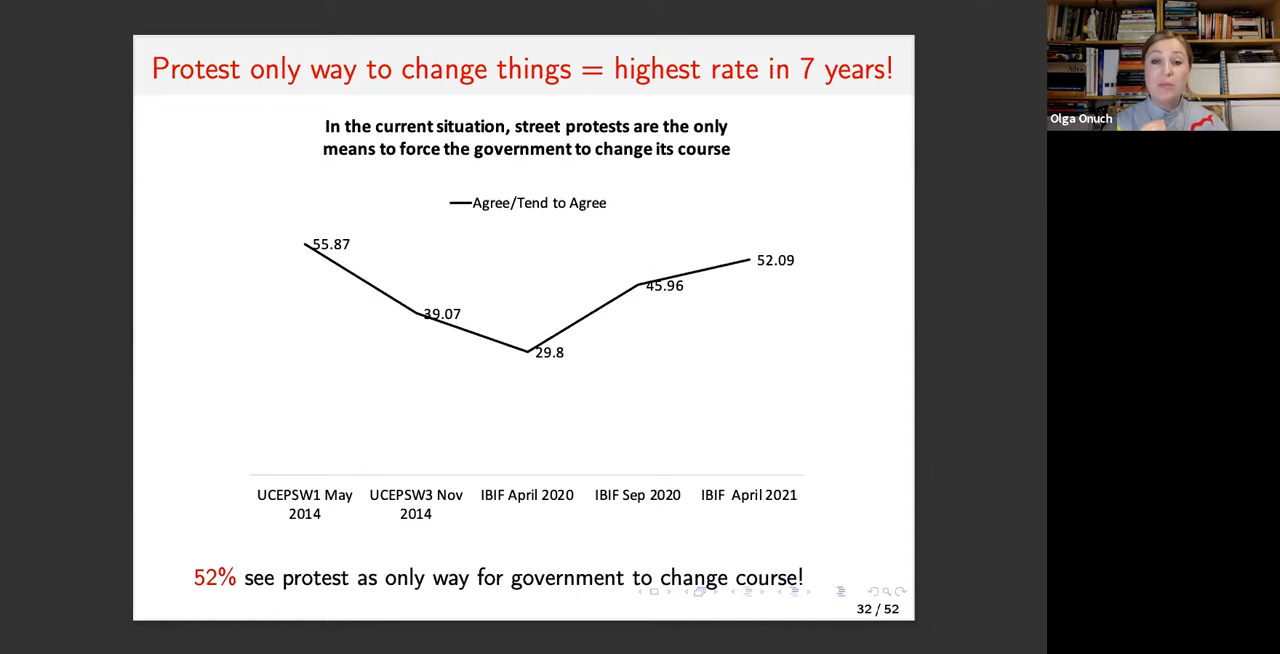 Protest only way to change things = highest rate in 7 years!
Olga Onuch
In the current situation, street protests are the only
means to force the government to change its course
Agree/Tend to Agree
55.87
39.07
29.8
45.96
52.09
UCEPSW1 May
2014
UCEPSW3 Nov
2014
IBIF April 2020
IBIF Sep 2020
IBIF April 2021
52% see protest as only way for government to change course!
32 / 52